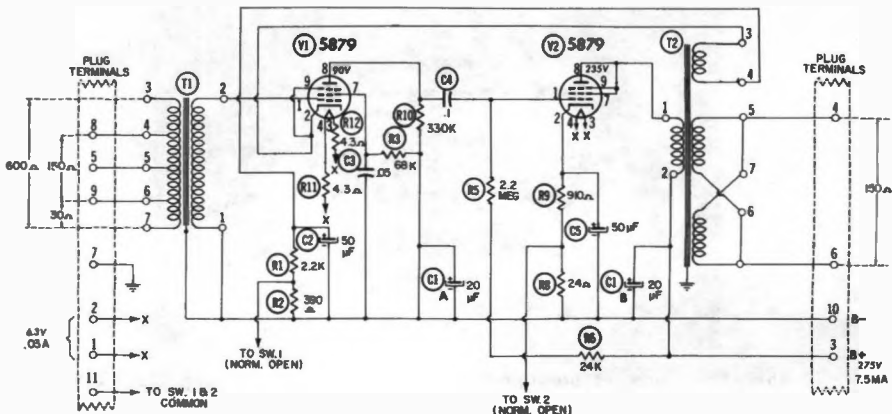 PLUG
TERMINALS
T1
V1 5879
90V
R12
4.3Ω
R11
4.3Ω
C3
.05
R3
68K
R10
330K
C4
.1
V2 5879
235V
T2
PLUG
TERMINALS
3
8
5
9
7
2
1
11
3
4
5
6
7
2
1
600Ω
150Ω
30Ω
6.3V
.05A
X
X
TO SW. 1 & 2
COMMON
8
9
7
1
2
4
3
X
X
C2
50
µF
R1
2.2K
R2
390
Ω
TO SW.1
(NORM. OPEN)
C1
A
20
µF
R5
2.2
MEG
8
9
7
1
2
4
3
X X
R9
910Ω
C5
50µF
R8
24Ω
C1
B
20
µF
R6
24K
TO SW.2
(NORM. OPEN)
1
2
3
4
5
7
6
4
6
150Ω
10
B-
3
B+
275V
7.5MA